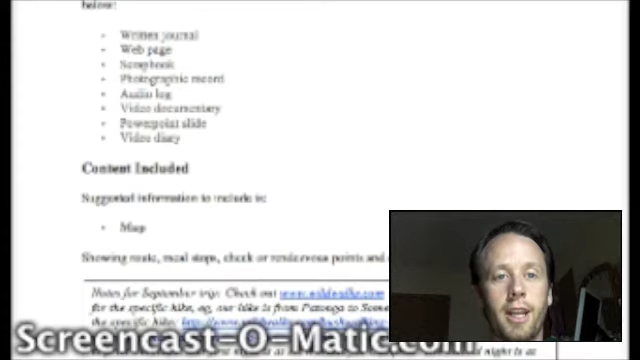 below:
- Written journal
- Web page
- Scrapbook
- Photographic record
- Audio log
- Video documentary
- Powerpoint slide
- Video diary
Content Included
Suggested information to include is:
- Map
Showing route, meal stops, check or rendezvous points and
Notes for September trip: Check out www.wildwalks.com
for the specific hike, eg, our hike is from Patonga to
the specific hike:
Screencast-O-Matic.com
night is as